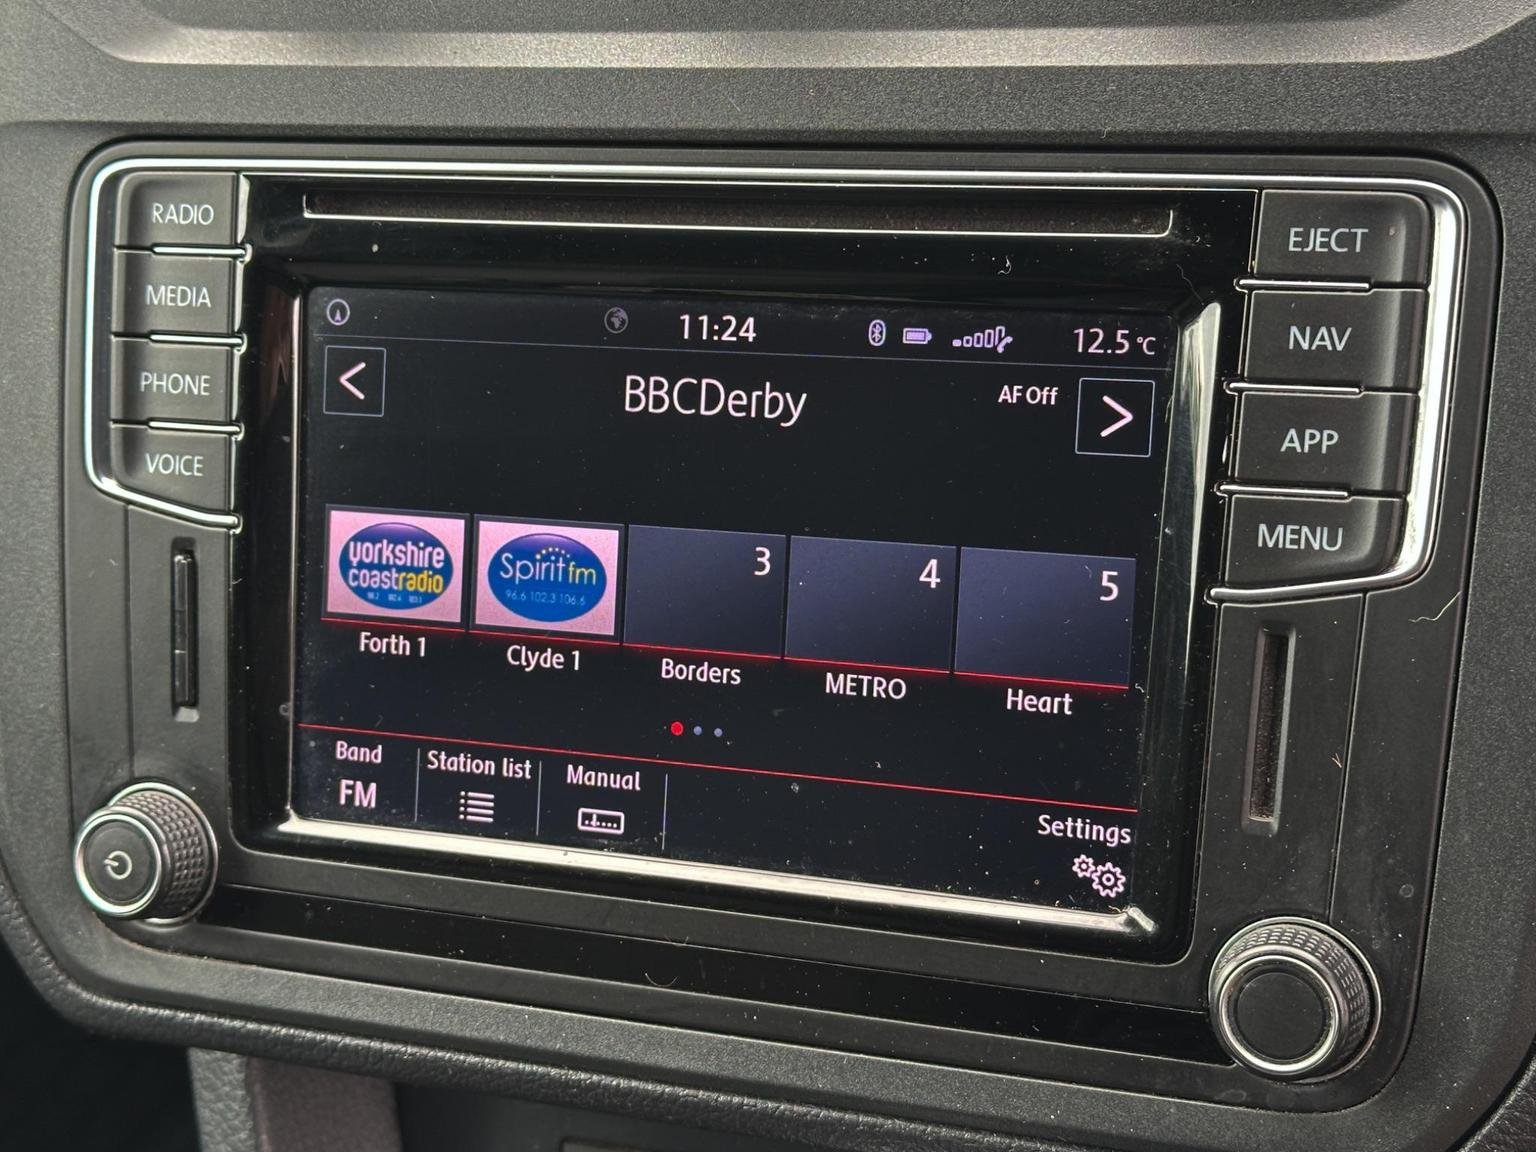 RADIO
MEDIA
PHONE
VOICE
EJECT
NAV
APP
MENU
11:24
12.5 °C
BBCDerby
AF Off
yorkshire
coastradio
Spirit fm
96.6 102.3 106.6
3
4
5
Forth 1
Clyde 1
Borders
METRO
Heart
Band
FM
Station list
Manual
Settings